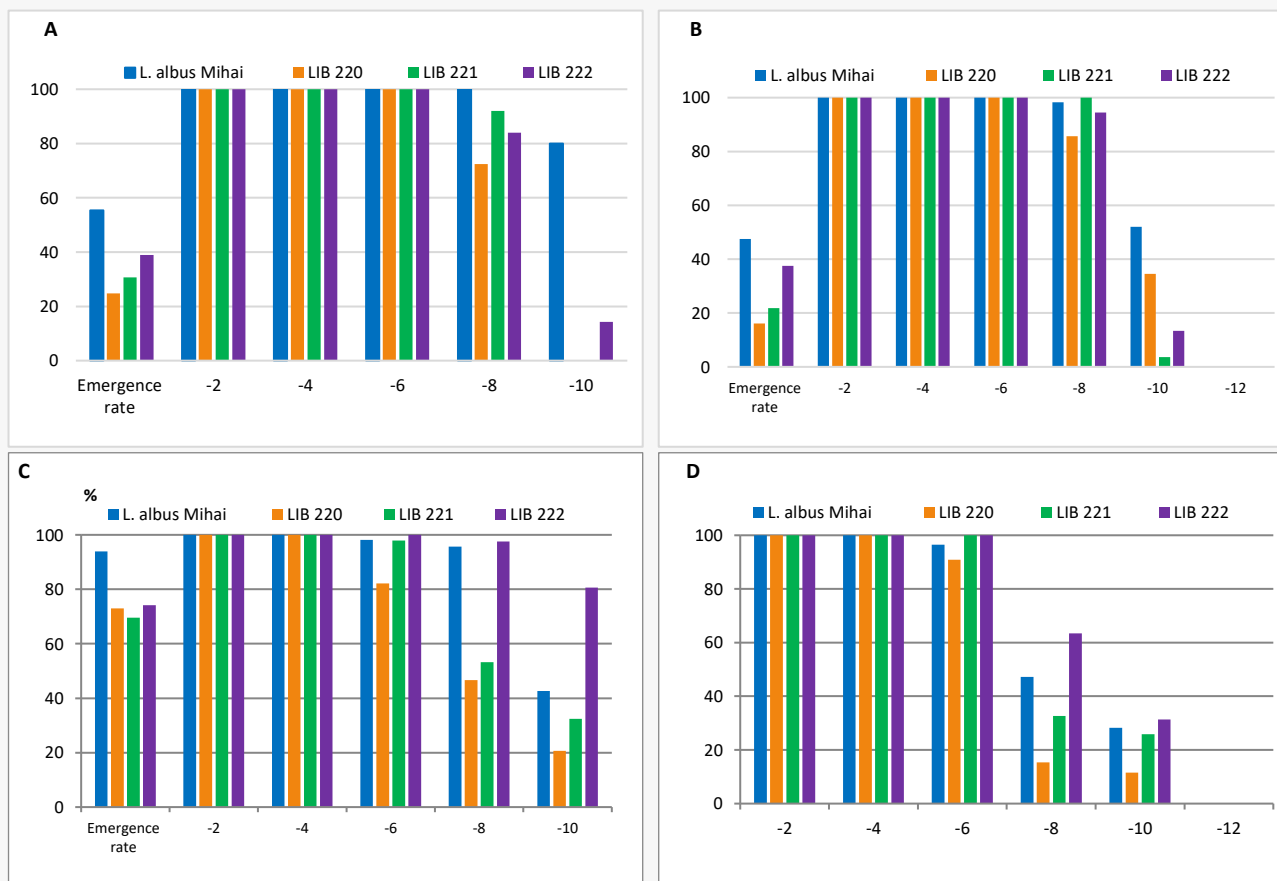 A
L. albus Mihai LIB 220 LIB 221 LIB 222
100
80
60
40
20
0
Emergence rate -2 -4 -6 -8 -10
B
L. albus Mihai LIB 220 LIB 221 LIB 222
100
80
60
40
20
0
Emergence rate -2 -4 -6 -8 -10 -12
C
%
L. albus Mihai LIB 220 LIB 221 LIB 222
100
80
60
40
20
0
Emergence rate -2 -4 -6 -8 -10
D
L. albus Mihai LIB 220 LIB 221 LIB 222
100
80
60
40
20
0
-2 -4 -6 -8 -10 -12